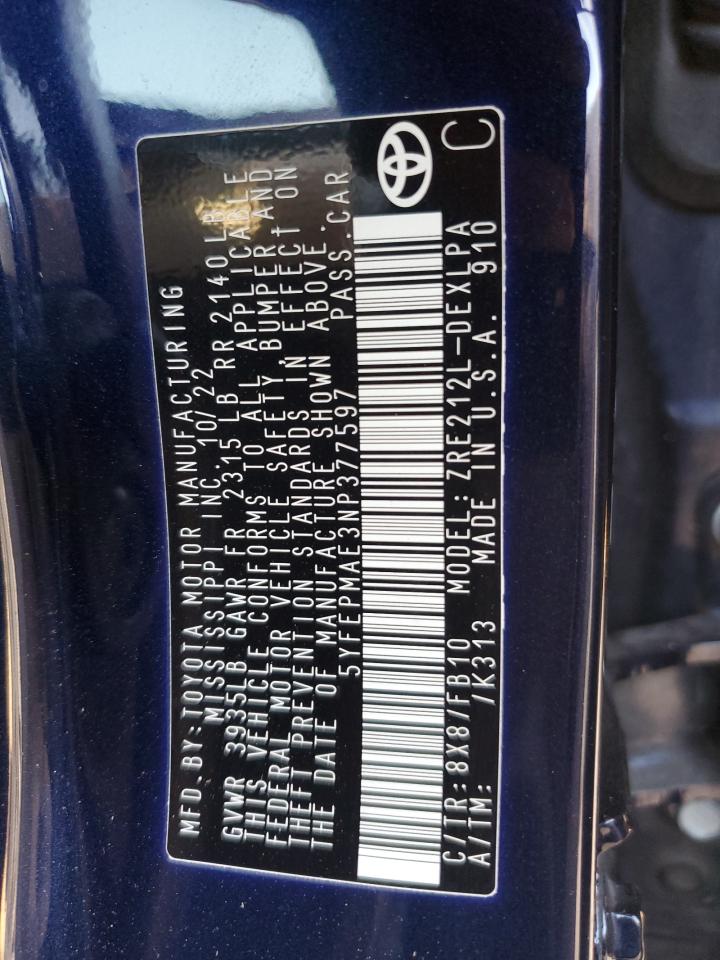 MFD. BY: TOYOTA MOTOR MANUFACTURING
MISSISSIPPI INC. 10/22
GVWR 3935LB GAWR FR 2315 LB RR 2140LB
THIS VEHICLE CONFORMS TO ALL APPLICABLE
FEDERAL MOTOR VEHICLE SAFETY, BUMPER AND
THEFT PREVENTION STANDARDS IN EFFECT ON
THE DATE OF MANUFACTURE SHOWN ABOVE.
5YFEPMAE3NP377597 PASS.CAR
C/TR: 8X8/FB10 MODEL: ZRE212L-DEXLPA
A/TM: /K313 MADE IN U.S.A. 910
C